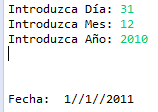 Introduzca Día: 31
Introduzca Mes: 12
Introduzca Año: 2010
Fecha:  1//1//2011